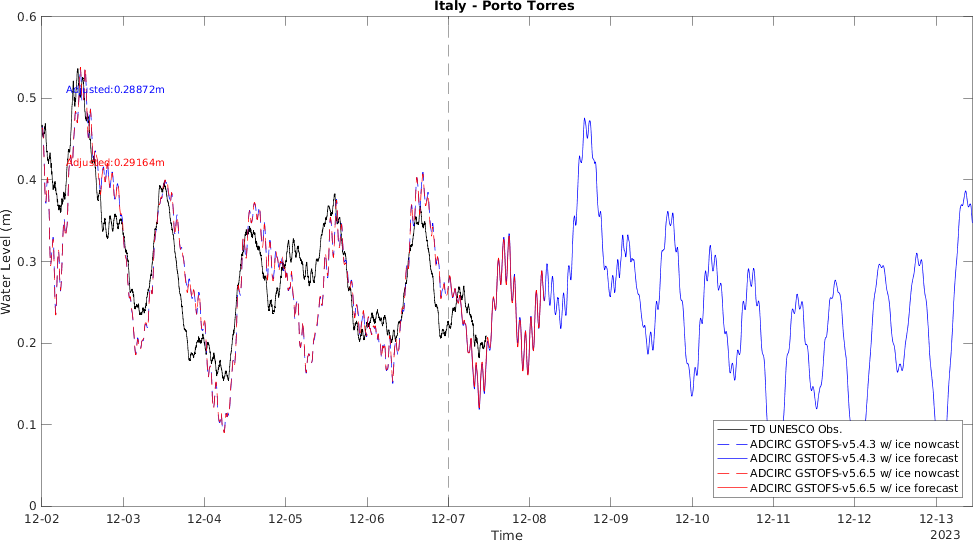 Italy - Porto Torres
Water Level (m)
0.6
0.5
0.4
0.3
0.2
0.1
0
Adjusted:0.28872m
Adjusted:0.29164m
TD UNESCO Obs.
ADCIRC GSTOFS-v5.4.3 w/ ice nowcast
ADCIRC GSTOFS-v5.4.3 w/ ice forecast
ADCIRC GSTOFS-v5.6.5 w/ ice nowcast
ADCIRC GSTOFS-v5.6.5 w/ ice forecast
12-02 12-03 12-04 12-05 12-06 12-07 12-08 12-09 12-10 12-11 12-12 12-13
2023
Time